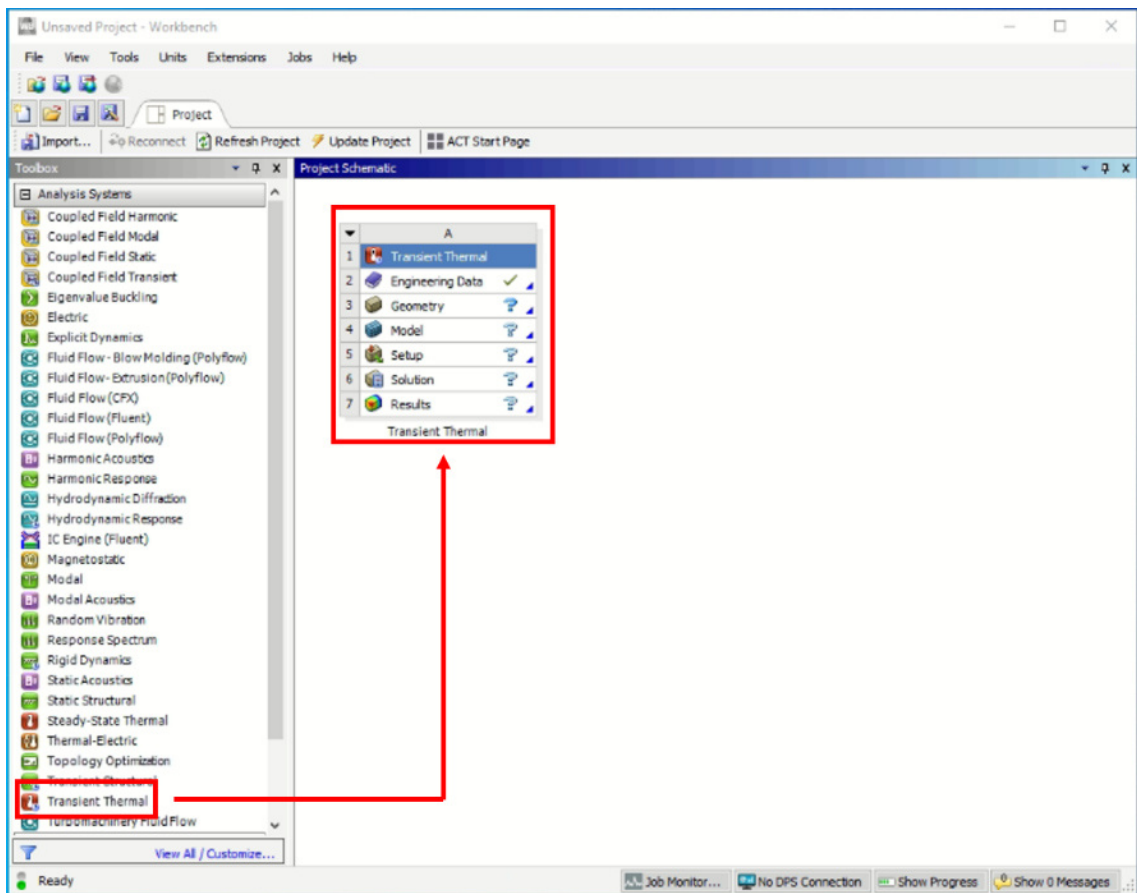 Unsaved Project - Workbench
File View Tools Units Extensions Jobs Help
Project
Import... Reconnect Refresh Project Update Project ACT Start Page
Toolbox
Analysis Systems
Coupled Field Harmonic
Coupled Field Modal
Coupled Field Static
Coupled Field Transient
Eigenvalue Buckling
Electric
Explicit Dynamics
Fluid Flow - Blow Molding (Polyflow)
Fluid Flow - Extrusion (Polyflow)
Fluid Flow (CFX)
Fluid Flow (Fluent)
Fluid Flow (Polyflow)
Harmonic Acoustics
Harmonic Response
Hydrodynamic Diffraction
Hydrodynamic Response
IC Engine (Fluent)
Magnetostatic
Modal
Modal Acoustics
Random Vibration
Response Spectrum
Rigid Dynamics
Static Acoustics
Static Structural
Steady-State Thermal
Thermal-Electric
Topology Optimization
Transient Structural
Transient Thermal
Turbomachinery Fluid Flow
View All / Customize...
Project Schematic
A
1 Transient Thermal
2 Engineering Data
3 Geometry ?
4 Model ?
5 Setup ?
6 Solution ?
7 Results ?
Transient Thermal
Ready
Job Monitor... No DPS Connection Show Progress Show 0 Messages